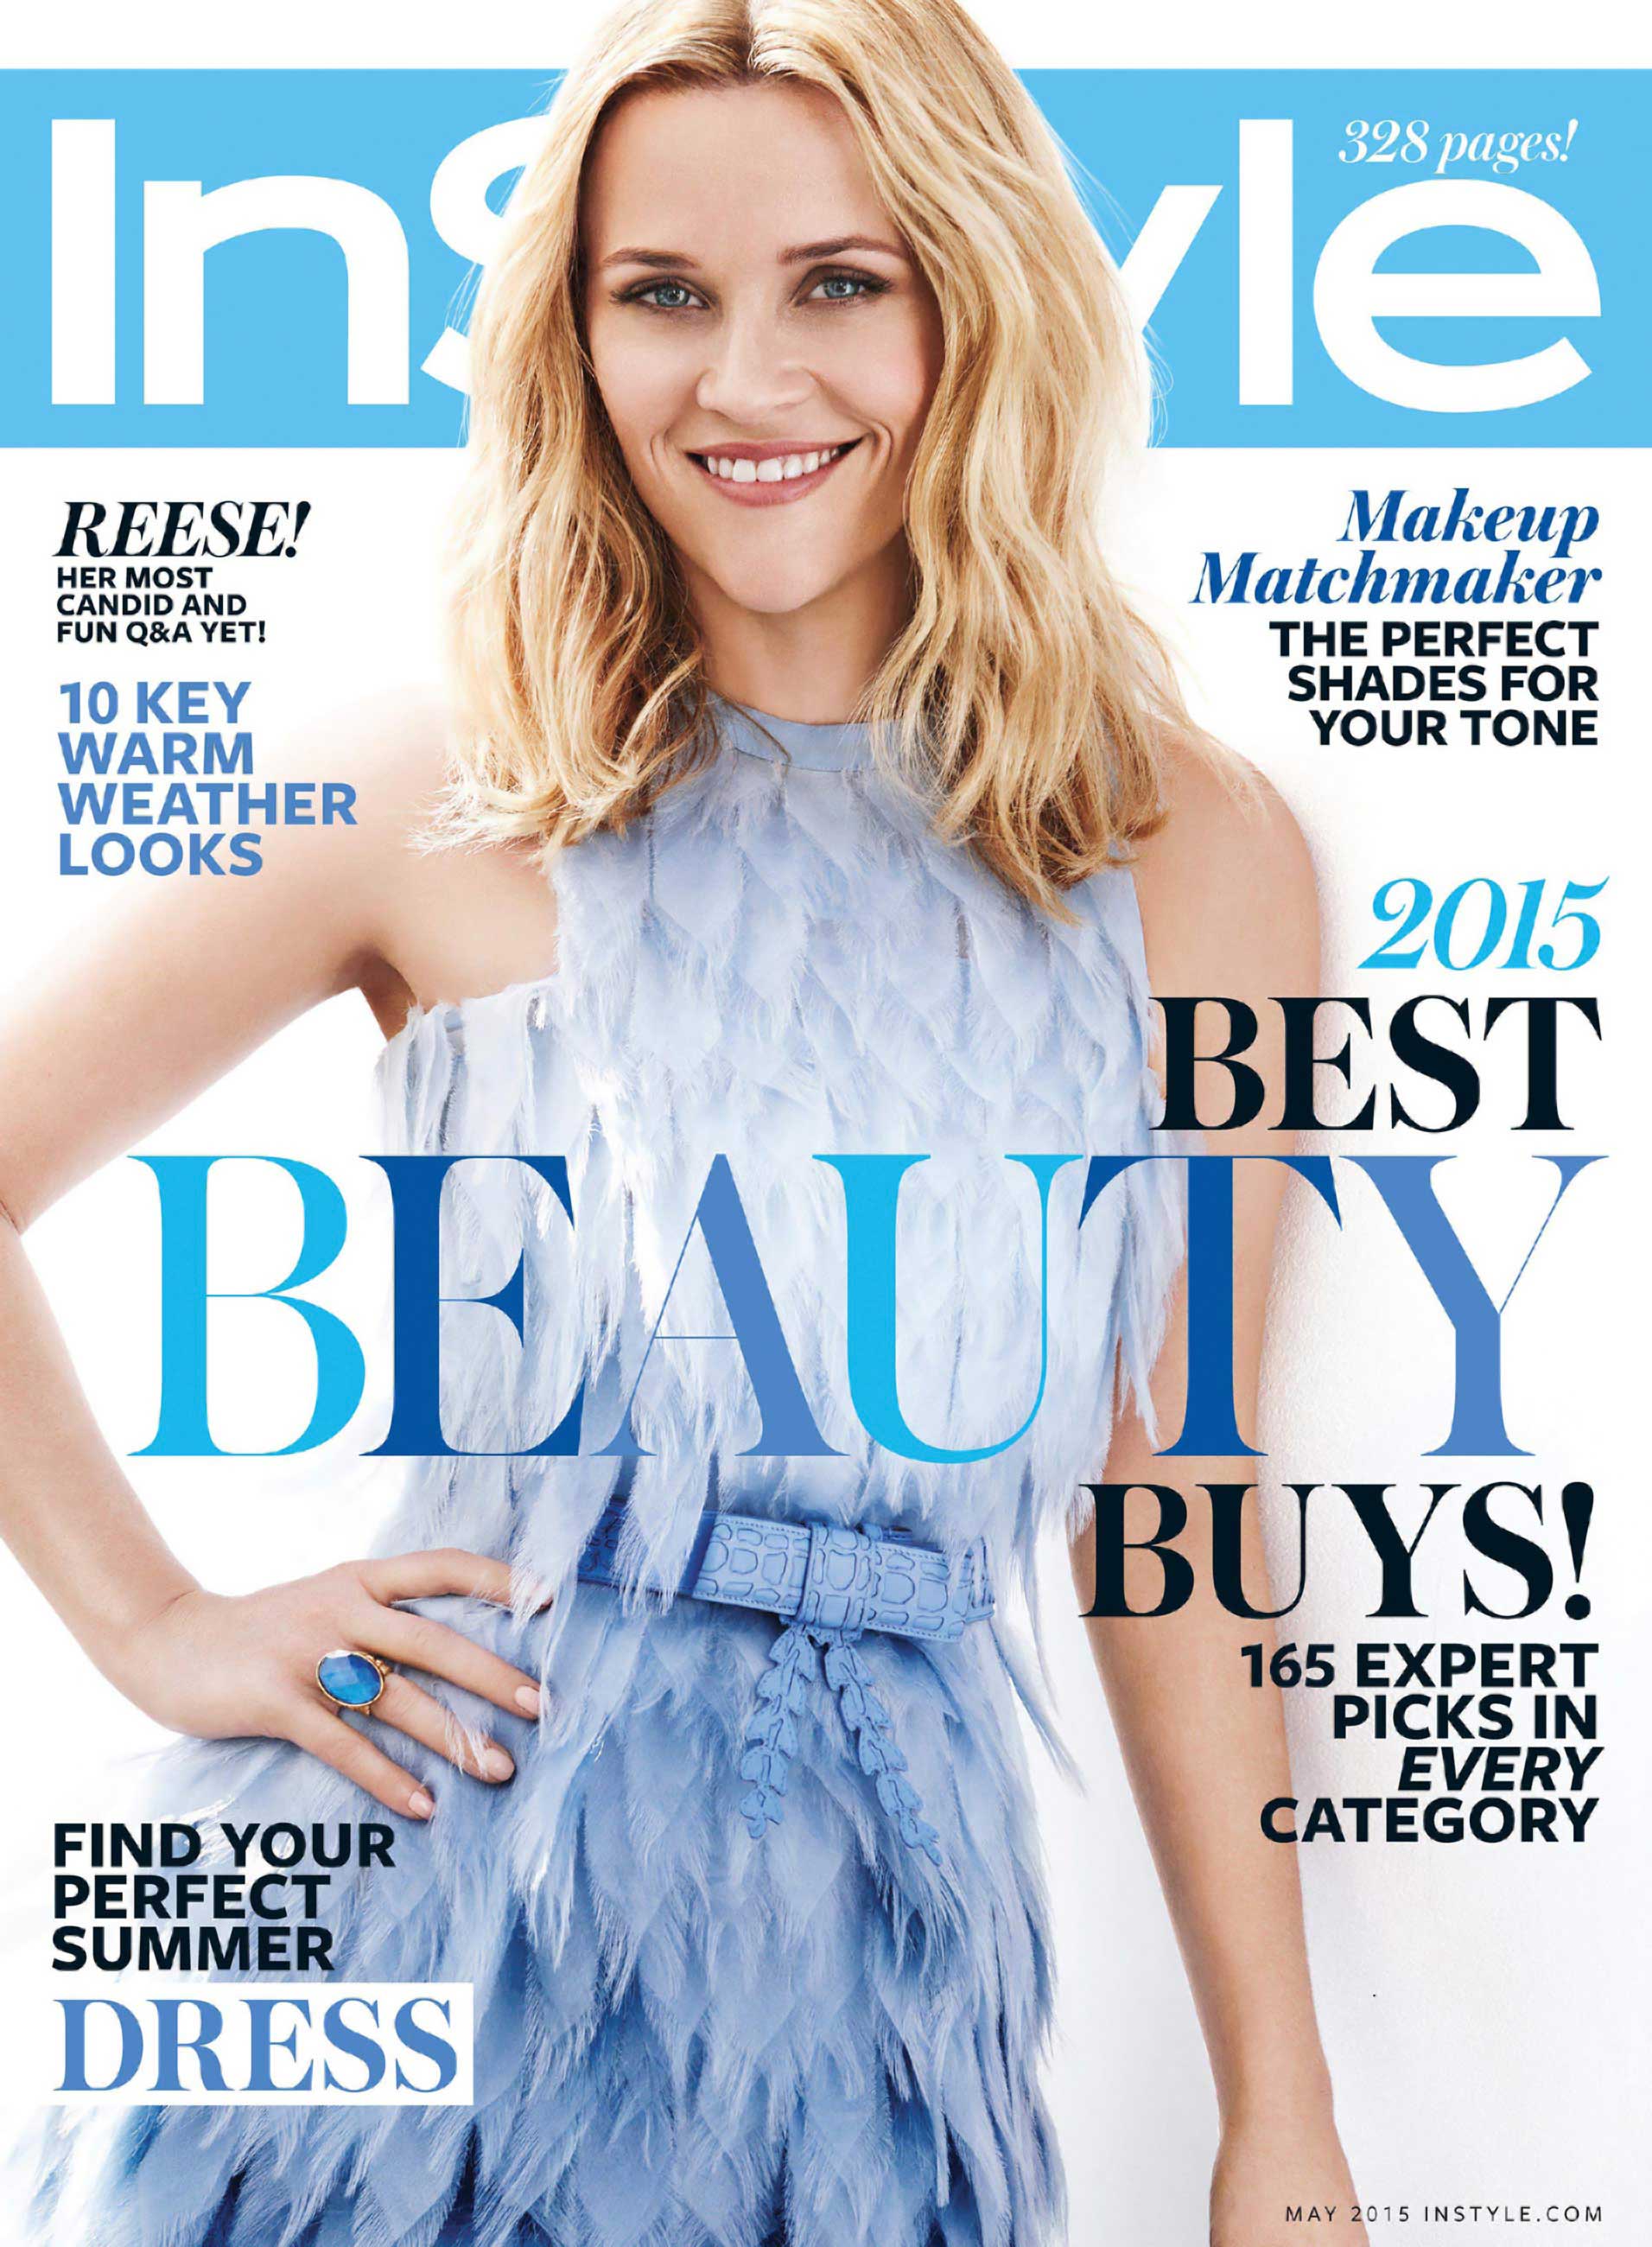 InStyle
328 pages!
REESE!
HER MOST
CANDID AND
FUN Q&A YET!
10 KEY
WARM
WEATHER
LOOKS
Makeup
Matchmaker
THE PERFECT
SHADES FOR
YOUR TONE
2015
BEST
BEAUTY
BUYS!
165 EXPERT
PICKS IN
EVERY
CATEGORY
FIND YOUR
PERFECT
SUMMER
DRESS
MAY 2015 INSTYLE.COM